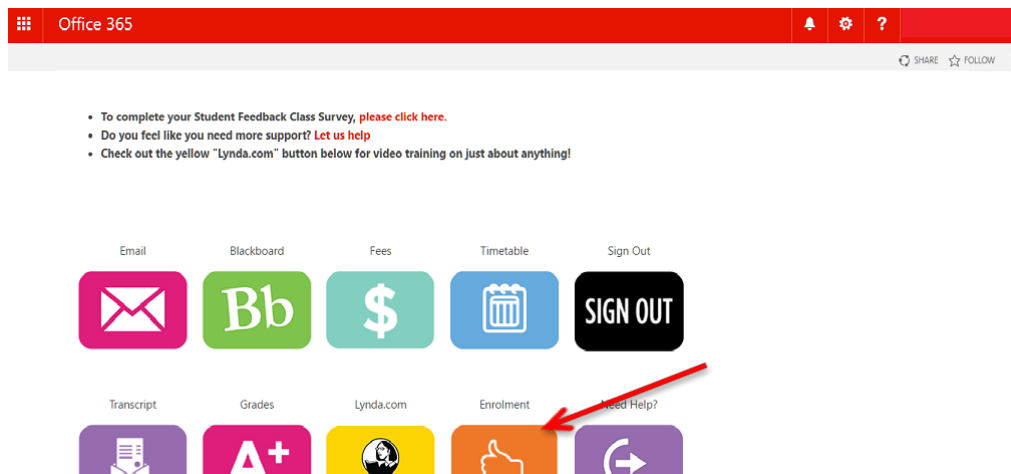 Office 365
?
SHARE FOLLOW
To complete your Student Feedback Class Survey, please click here.
Do you feel like you need more support? Let us help
Check out the yellow "Lynda.com" button below for video training on just about anything!
Email Blackboard Fees Timetable Sign Out
Bb $ SIGN OUT
Transcript Grades Lynda.com Enrolment Need Help?
A+